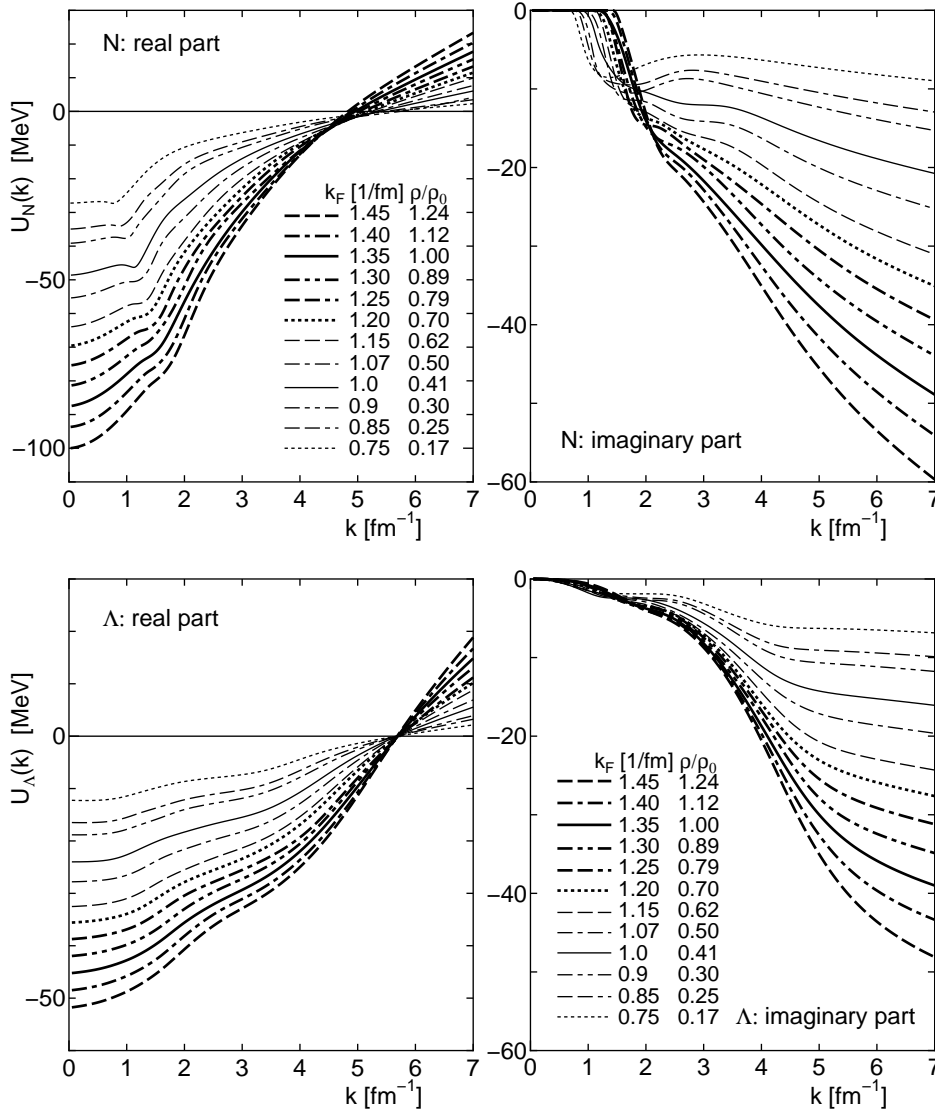 N: real part
0
−50
−100
U_N(k) [MeV]
k_F [1/fm] ρ/ρ₀
1.45 1.24
1.40 1.12
1.35 1.00
1.30 0.89
1.25 0.79
1.20 0.70
1.15 0.62
1.07 0.50
1.0 0.41
0.9 0.30
0.85 0.25
0.75 0.17
0 1 2 3 4 5 6 7
k [fm⁻¹]
0
−20
−40
−60
N: imaginary part
0 1 2 3 4 5 6 7
k [fm⁻¹]
Λ: real part
0
−50
U_Λ(k) [MeV]
0 1 2 3 4 5 6 7
k [fm⁻¹]
0
−20
−40
−60
k_F [1/fm] ρ/ρ₀
1.45 1.24
1.40 1.12
1.35 1.00
1.30 0.89
1.25 0.79
1.20 0.70
1.15 0.62
1.07 0.50
1.0 0.41
0.9 0.30
0.85 0.25
0.75 0.17
Λ: imaginary part
0 1 2 3 4 5 6 7
k [fm⁻¹]